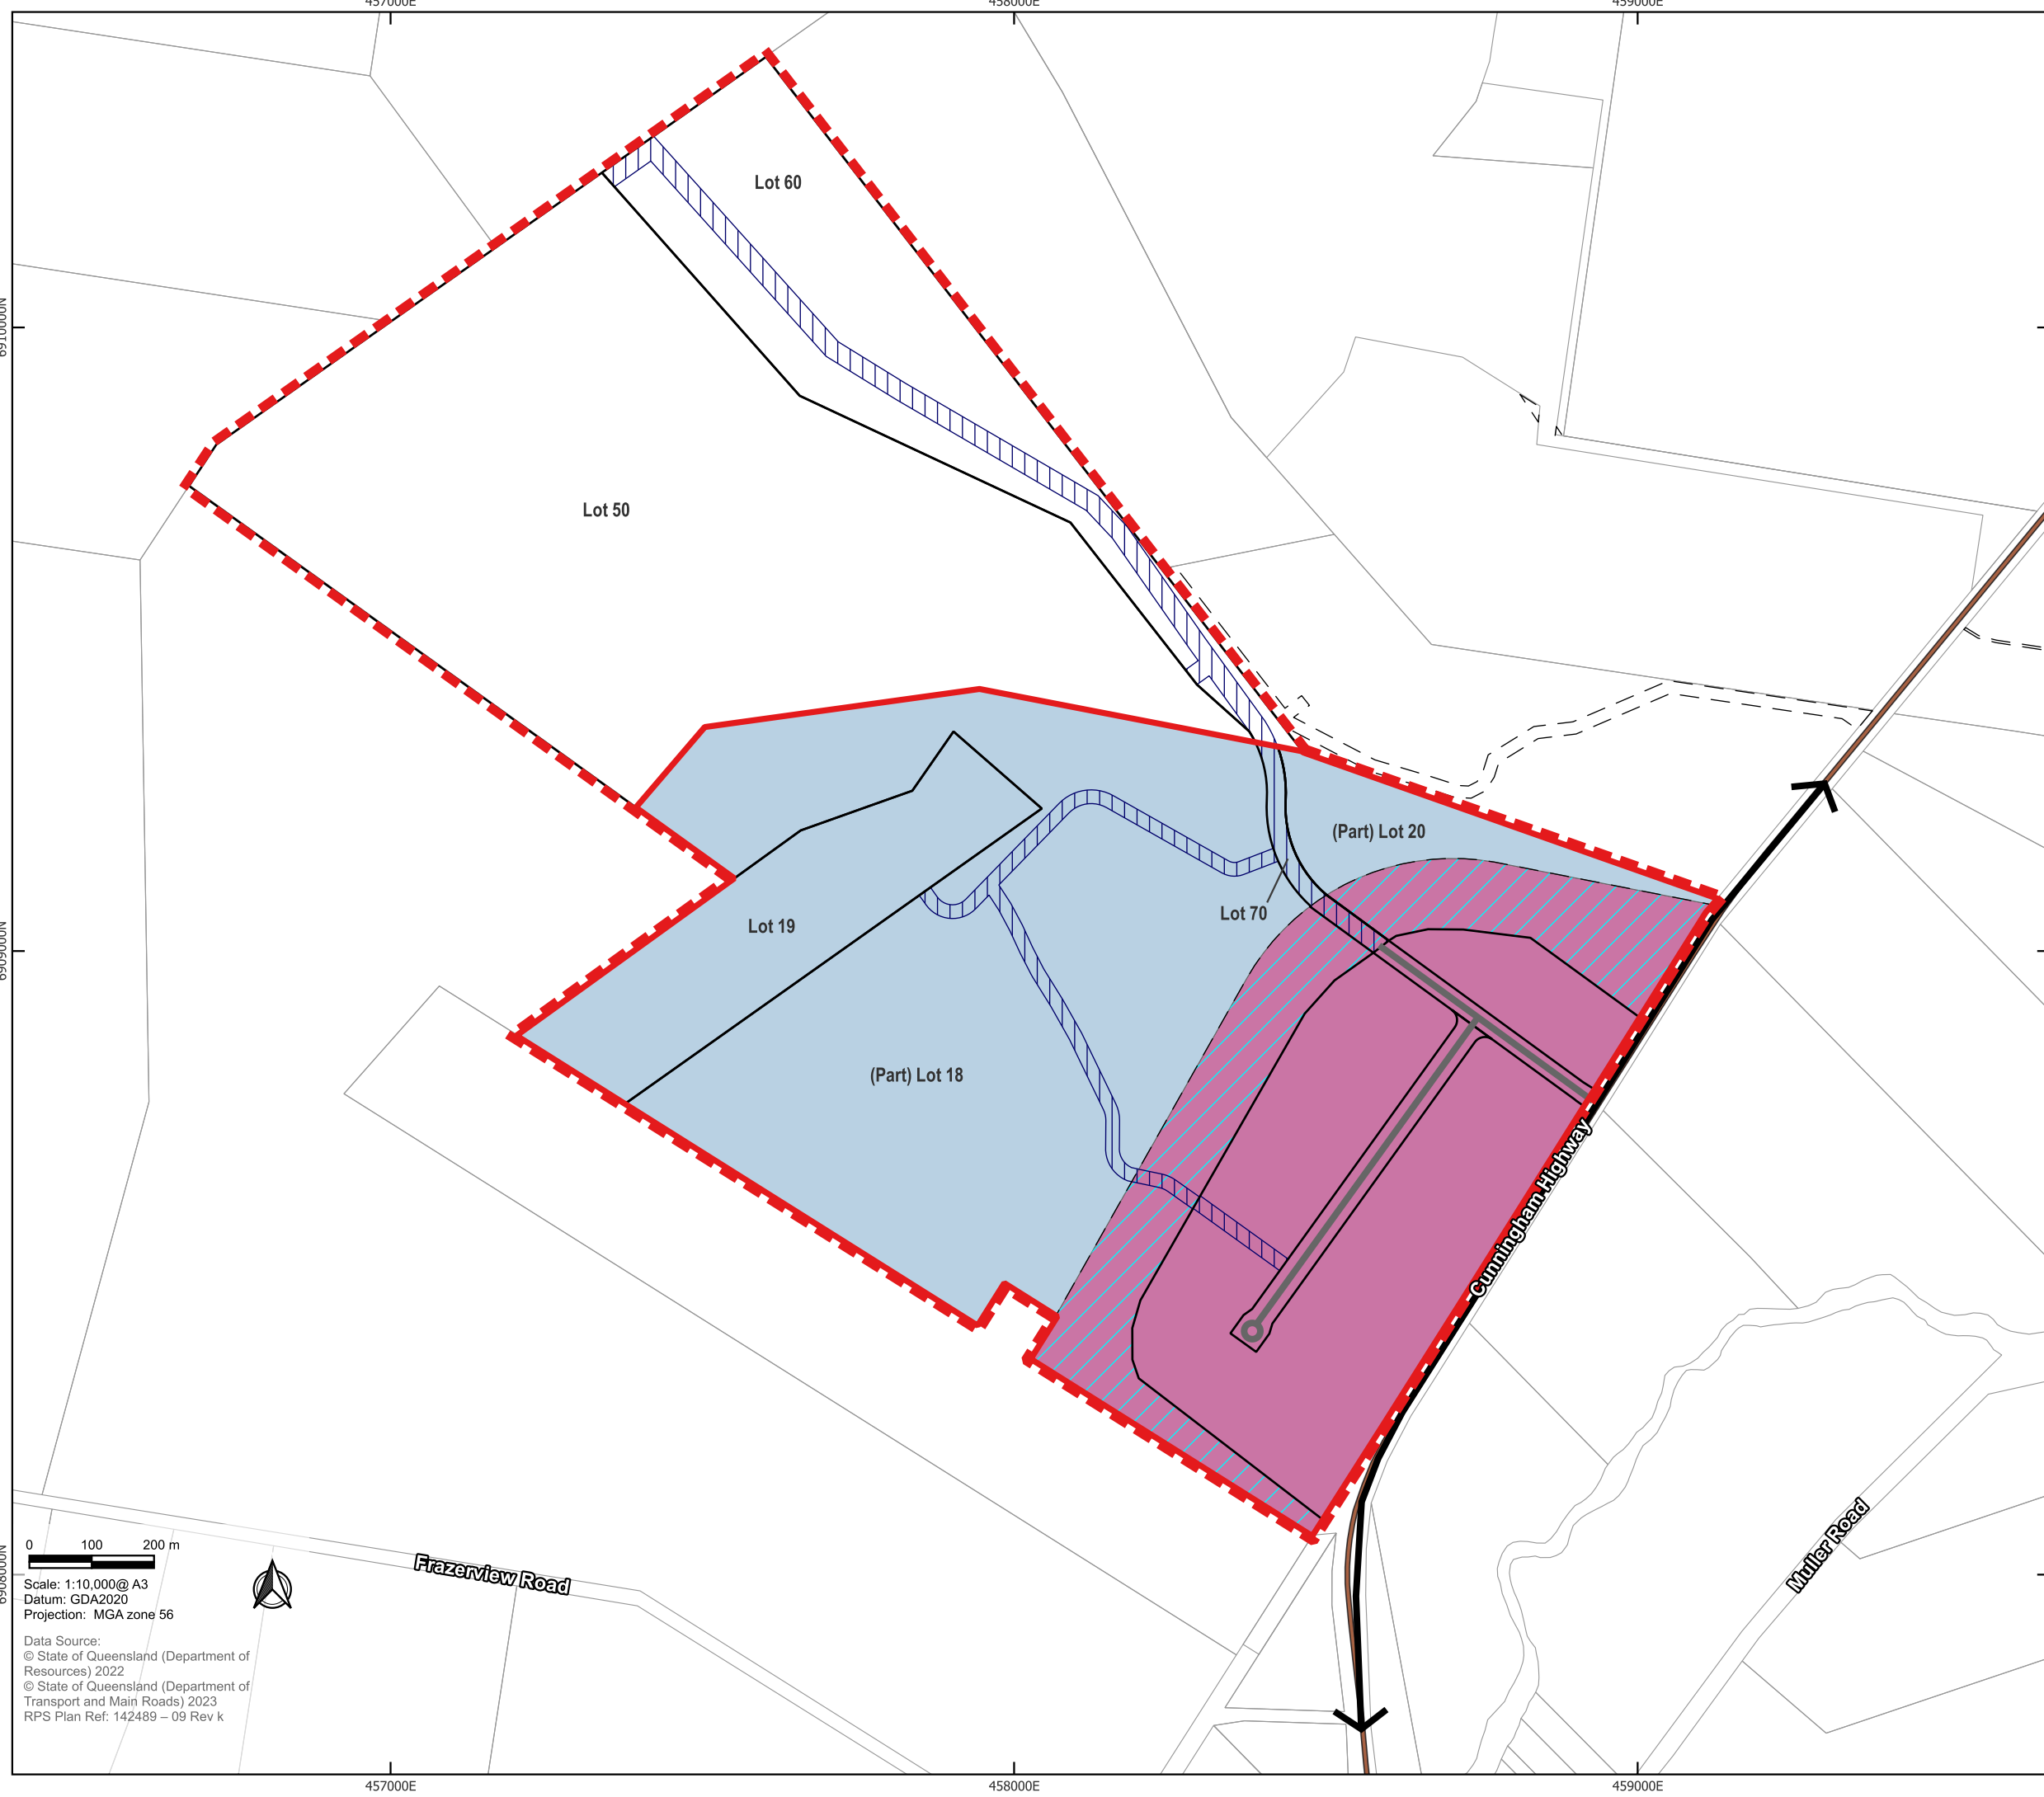 457000E
458000E
459000E
Lot 60
6910000N
Lot 50
(Part) Lot 20
Lot 70
Lot 19
6909000N
(Part) Lot 18
Cunningham Highway
Muller Road
Frazerview Road
6908000N
0 100 200 m
Scale: 1:10,000@ A3
Datum: GDA2020
Projection: MGA zone 56
Data Source:
© State of Queensland (Department of
Resources) 2022
© State of Queensland (Department of
Transport and Main Roads) 2023
RPS Plan Ref: 142489 – 09 Rev k
457000E
458000E
459000E